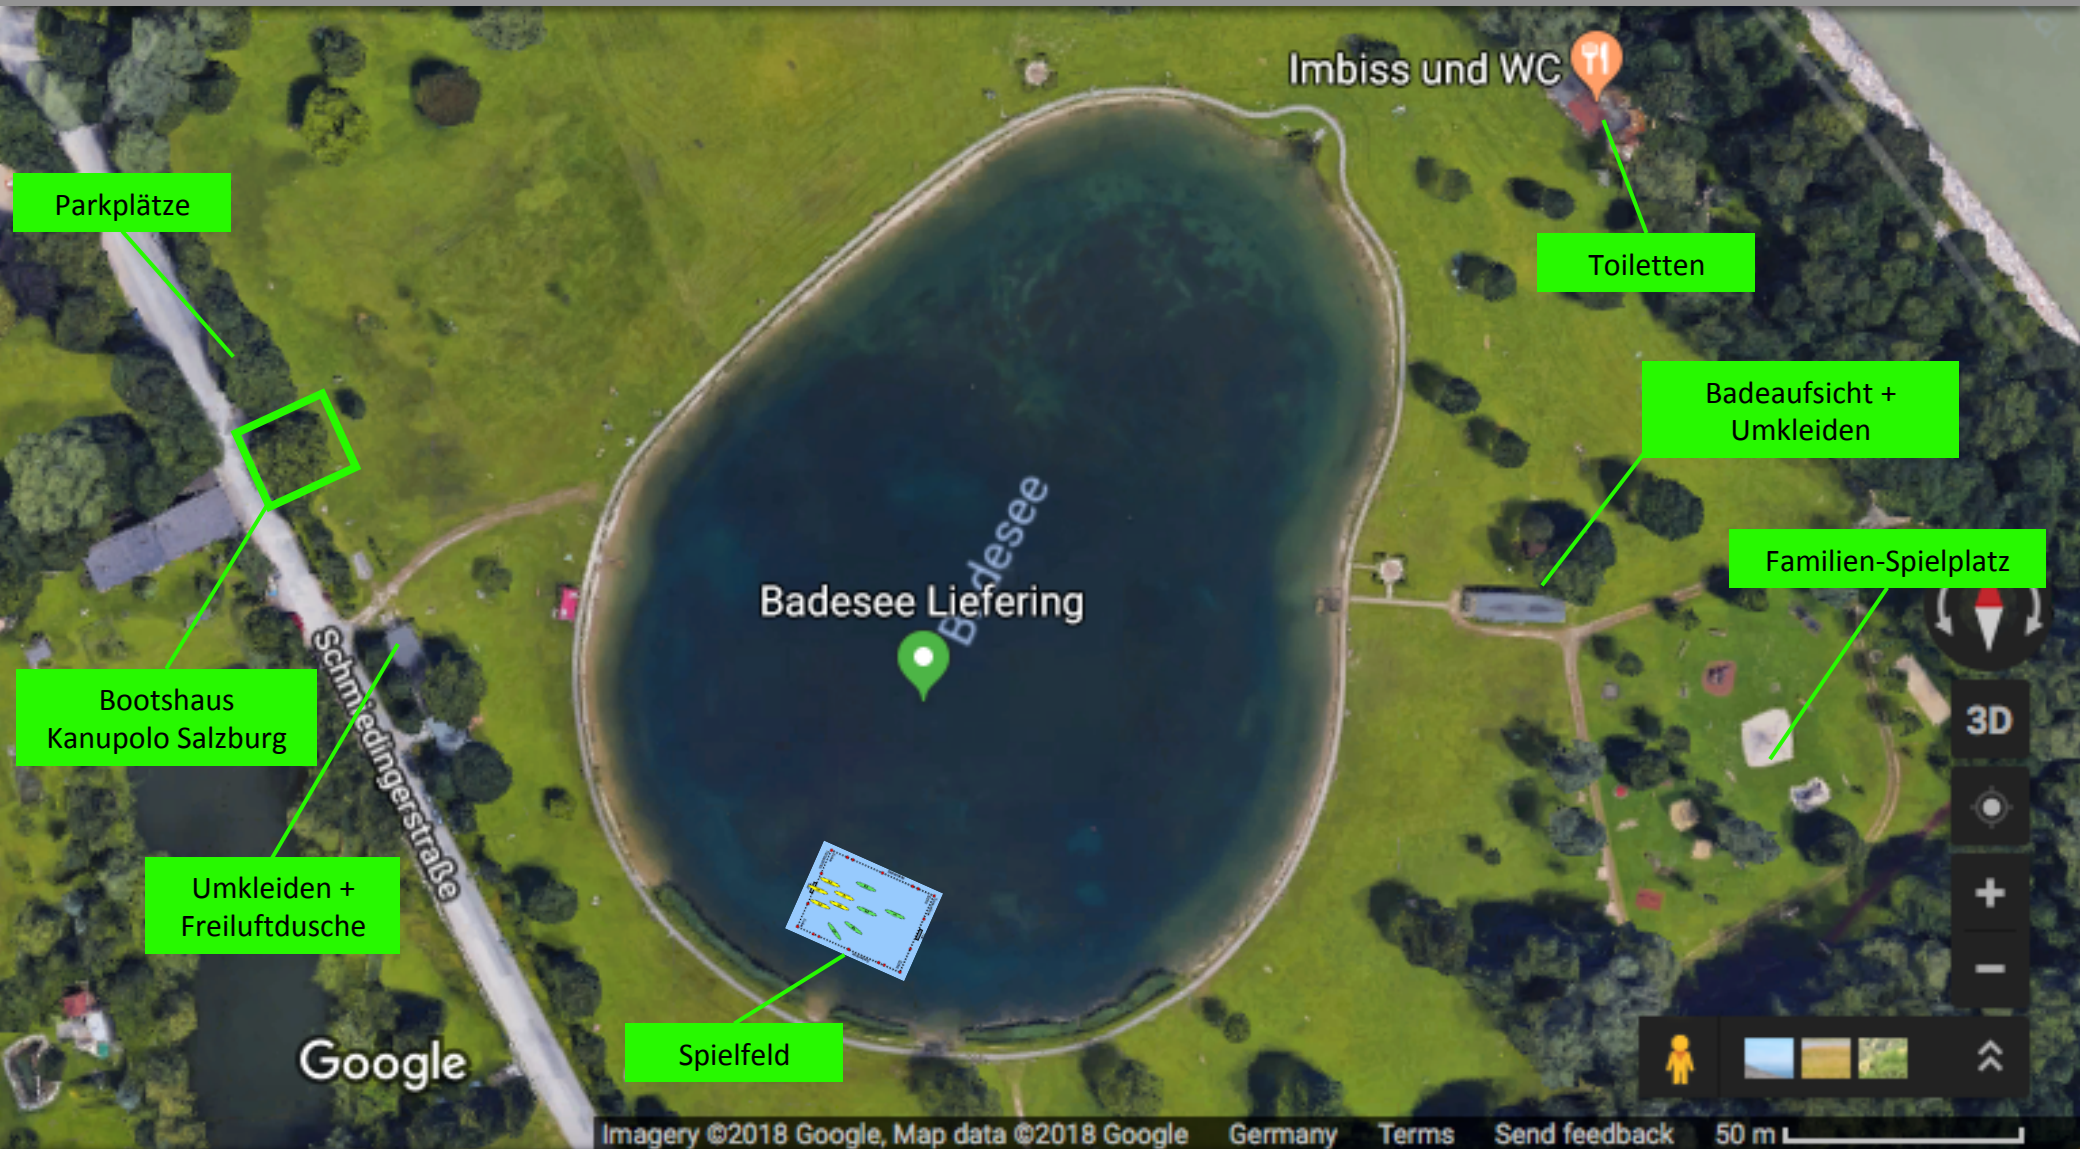 Imbiss und WC
Parkplätze
Toiletten
Badeaufsicht +
Umkleiden
Familien-Spielplatz
Badesee
Badesee Liefering
Bootshaus
Kanupolo Salzburg
Schmiedingerstraße
3D
Umkleiden +
Freiluftdusche
Spielfeld
Google
Imagery ©2018 Google, Map data ©2018 Google Germany Terms Send feedback 50 m